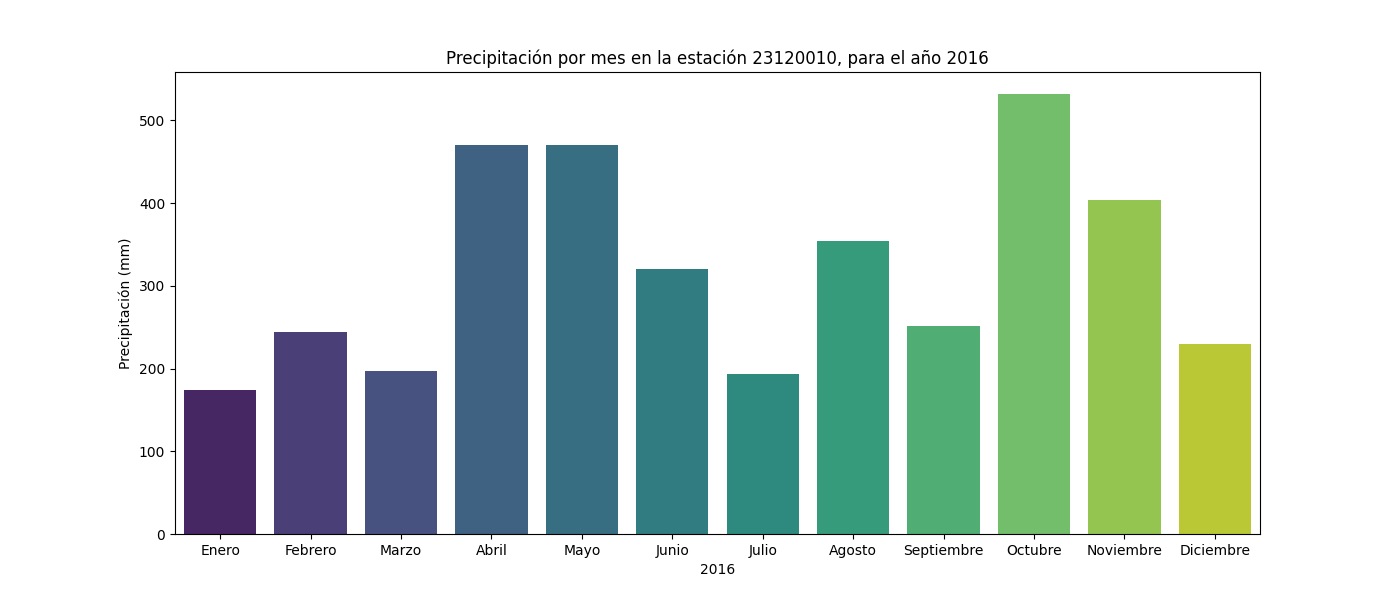 Precipitación por mes en la estación 23120010, para el año 2016
Precipitación (mm)
500
400
300
200
100
0
Enero Febrero Marzo Abril Mayo Junio Julio Agosto Septiembre Octubre Noviembre Diciembre
2016